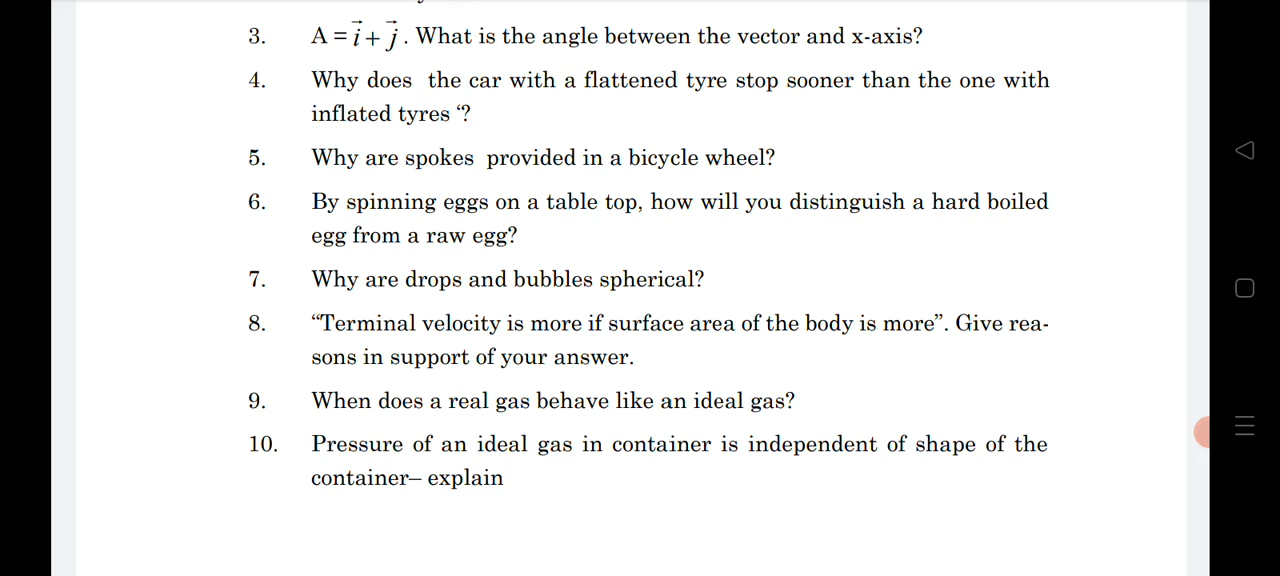 3. A = i⃗ + j⃗ . What is the angle between the vector and x-axis?
4. Why does the car with a flattened tyre stop sooner than the one with
inflated tyres ‘?
5. Why are spokes provided in a bicycle wheel?
6. By spinning eggs on a table top, how will you distinguish a hard boiled
egg from a raw egg?
7. Why are drops and bubbles spherical?
8. “Terminal velocity is more if surface area of the body is more”. Give rea-
sons in support of your answer.
9. When does a real gas behave like an ideal gas?
10. Pressure of an ideal gas in container is independent of shape of the
container– explain